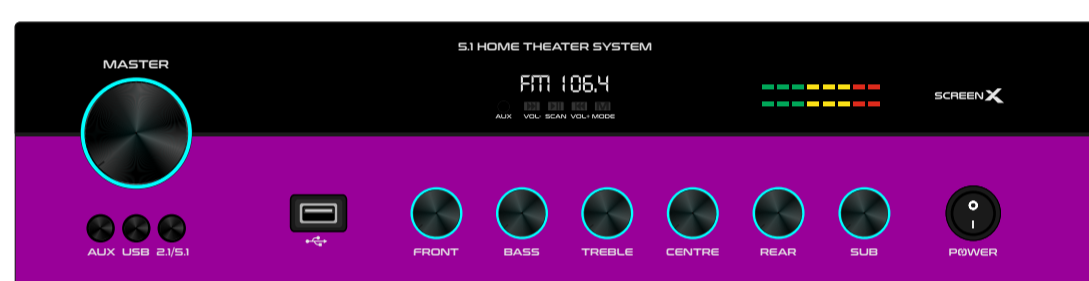 5.1 HOME THEATER SYSTEM
MASTER
FM 106.4
SCREENX
AUX VOL- SCAN VOL+ MODE
AUX USB 2.1/5.1
FRONT BASS TREBLE CENTRE REAR SUB POWER